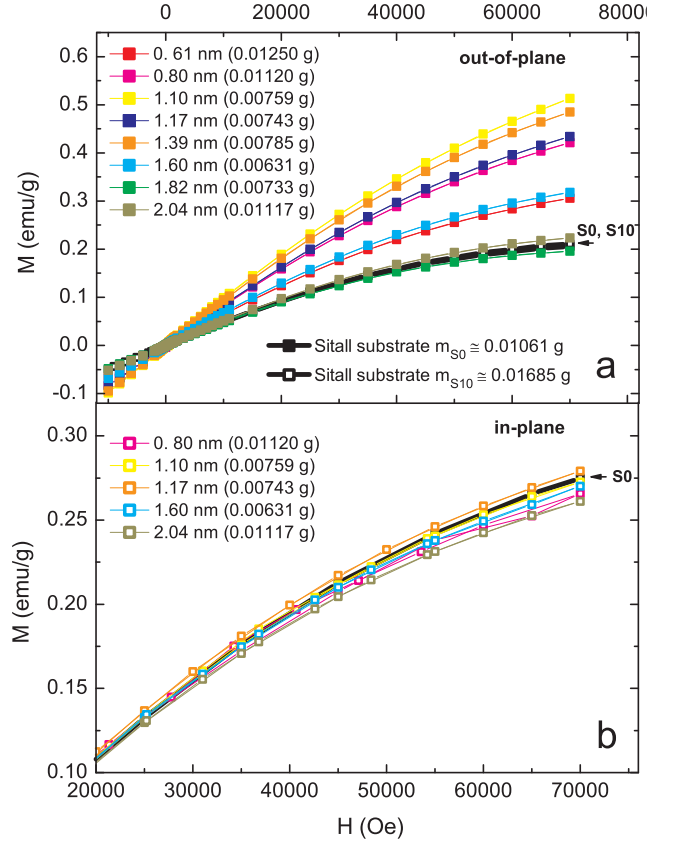 0 20000 40000 60000 80000
0.6
0.5
0.4
0.3
0.2
0.1
0.0
-0.1
M (emu/g)
out-of-plane
0. 61 nm (0.01250 g)
0.80 nm (0.01120 g)
1.10 nm (0.00759 g)
1.17 nm (0.00743 g)
1.39 nm (0.00785 g)
1.60 nm (0.00631 g)
1.82 nm (0.00733 g)
2.04 nm (0.01117 g)
S0, S10
Sitall substrate mS0 ≅ 0.01061 g
Sitall substrate mS10 ≅ 0.01685 g
a
in-plane
0. 80 nm (0.01120 g)
1.10 nm (0.00759 g)
1.17 nm (0.00743 g)
1.60 nm (0.00631 g)
2.04 nm (0.01117 g)
S0
0.30
0.25
0.20
0.15
0.10
M (emu/g)
b
20000 30000 40000 50000 60000 70000
H (Oe)